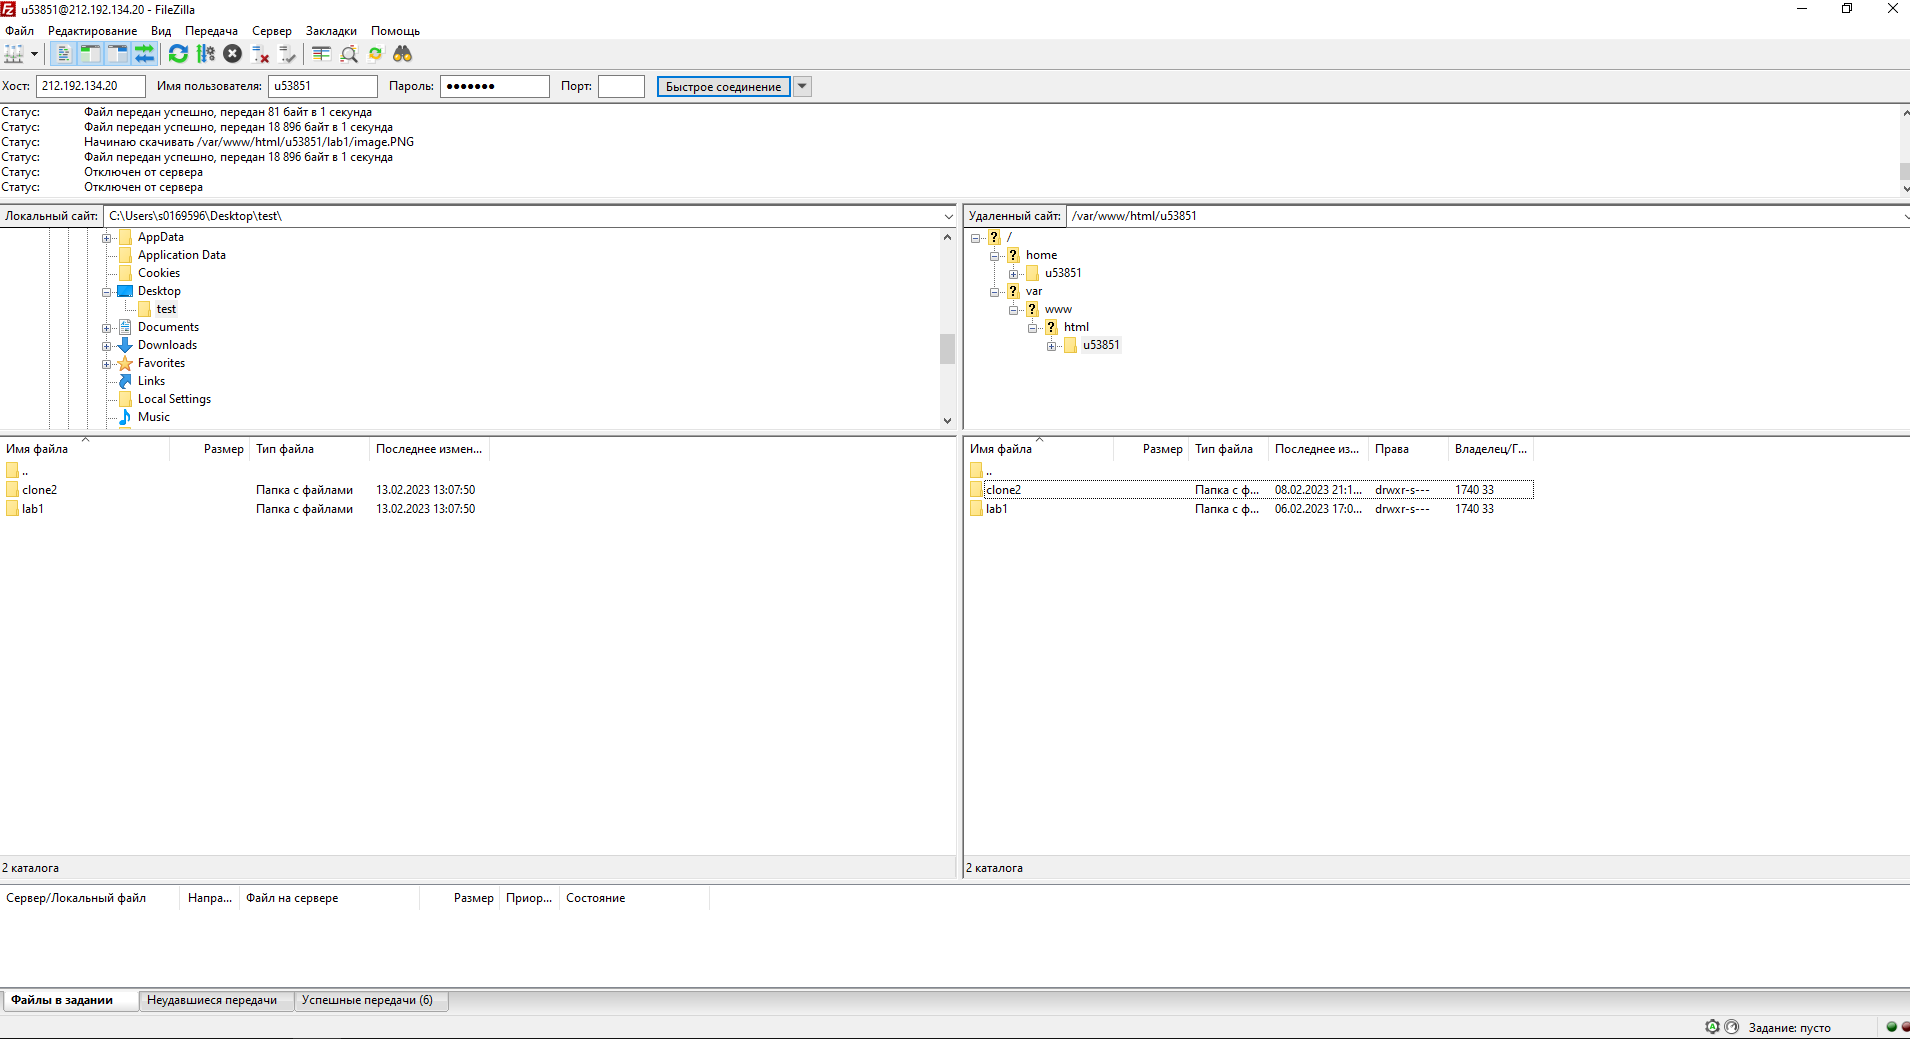 u53851@212.192.134.20 - FileZilla
Файл Редактирование Вид Передача Сервер Закладки Помощь
Хост: 212.192.134.20 Имя пользователя: u53851 Пароль: ●●●●●●● Порт: Быстрое соединение
Статус: Файл передан успешно, передан 81 байт в 1 секунда
Статус: Файл передан успешно, передан 18 896 байт в 1 секунда
Статус: Начинаю скачивать /var/www/html/u53851/lab1/image.PNG
Статус: Файл передан успешно, передан 18 896 байт в 1 секунда
Статус: Отключен от сервера
Статус: Отключен от сервера
Локальный сайт: C:\Users\s0169596\Desktop\test\
AppData
Application Data
Cookies
Desktop
test
Documents
Downloads
Favorites
Links
Local Settings
Music
Удаленный сайт: /var/www/html/u53851
/
home
u53851
var
www
html
u53851
Имя файла Размер Тип файла Последнее измен...
..
clone2 Папка с файлами 13.02.2023 13:07:50
lab1 Папка с файлами 13.02.2023 13:07:50
2 каталога
Имя файла Размер Тип файла Последнее из... Права Владелец/Г...
..
clone2 Папка с ф... 08.02.2023 21:1... drwxr-s--- 1740 33
lab1 Папка с ф... 06.02.2023 17:0... drwxr-s--- 1740 33
2 каталога
Сервер/Локальный файл Напра... Файл на сервере Размер Приор... Состояние
Файлы в задании Неудавшиеся передачи Успешные передачи (6)
Задание: пусто